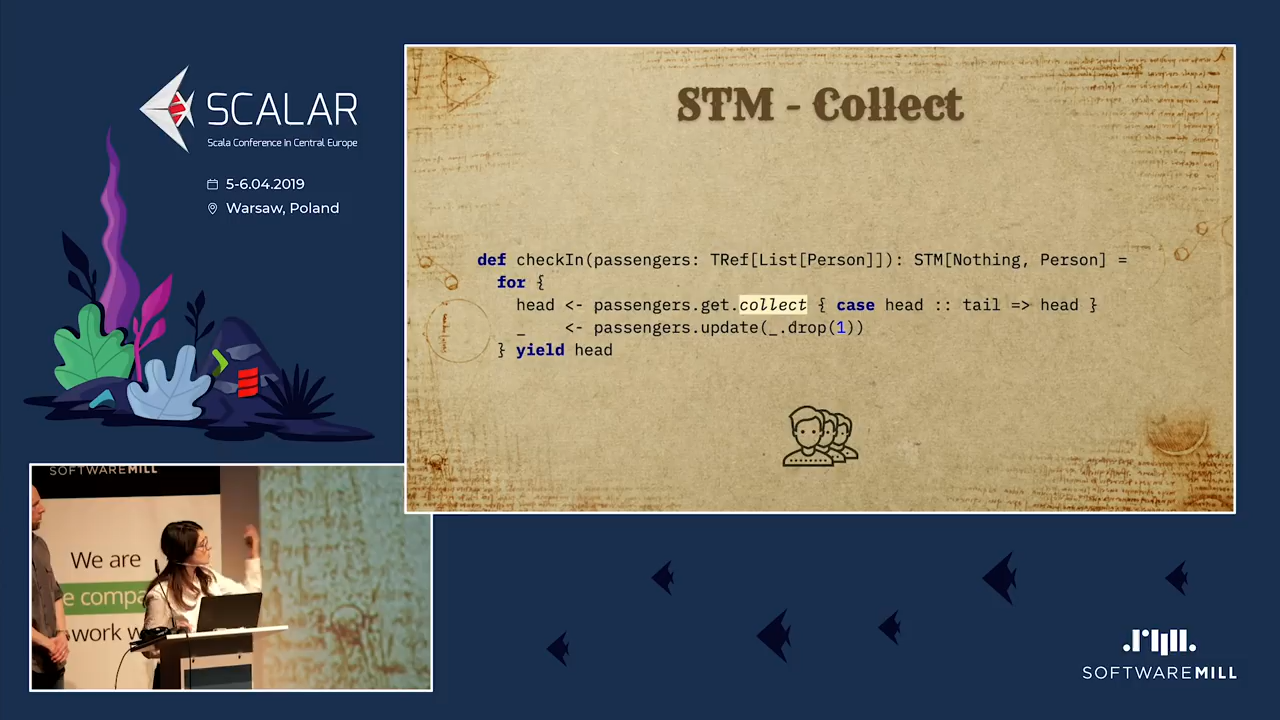 SCALAR
Scala Conference In Central Europe
5-6.04.2019
Warsaw, Poland
STM - Collect
def checkIn(passengers: TRef[List[Person]]): STM[Nothing, Person] =
for {
head <- passengers.get.collect { case head :: tail => head }
_ <- passengers.update(_.drop(1))
} yield head
SOFTWAREMILL
We are
e compa
work w
SOFTWAREMILL